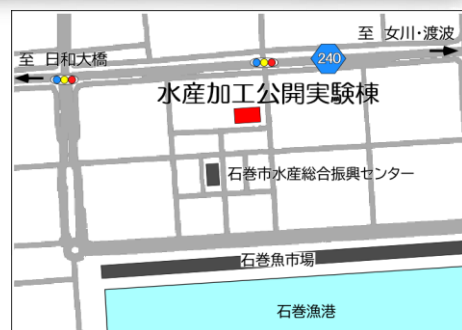 至 女川・渡波
至 日和大橋
240
水産加工公開実験棟
石巻市水産総合振興センター
石巻魚市場
石巻漁港